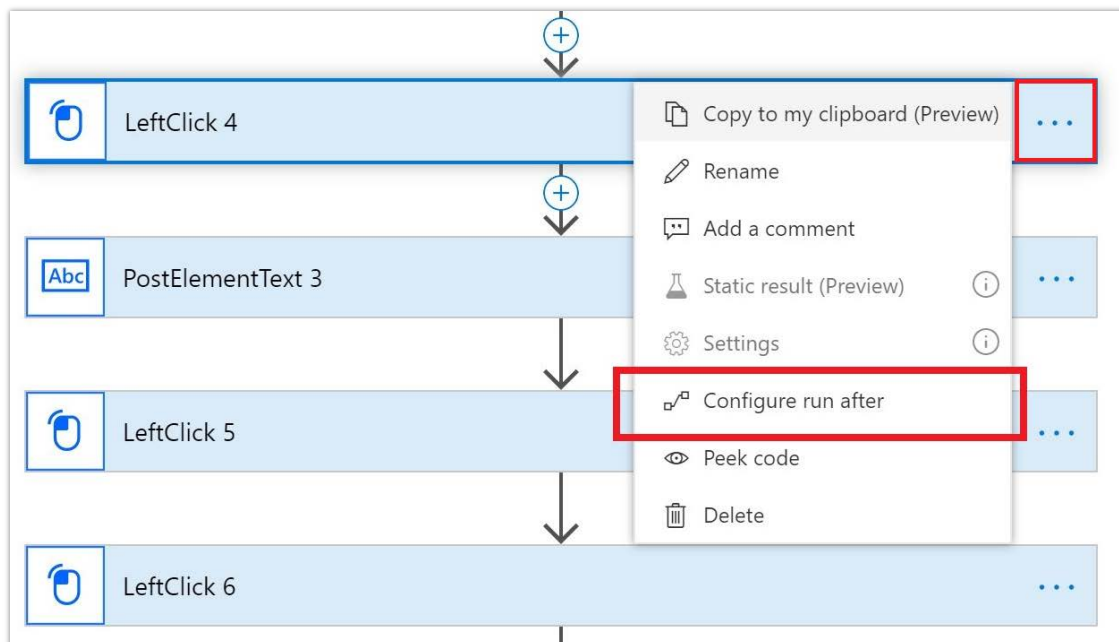 LeftClick 4
Copy to my clipboard (Preview)
Rename
Add a comment
Abc
PostElementText 3
Static result (Preview)
Settings
Configure run after
LeftClick 5
Peek code
Delete
LeftClick 6